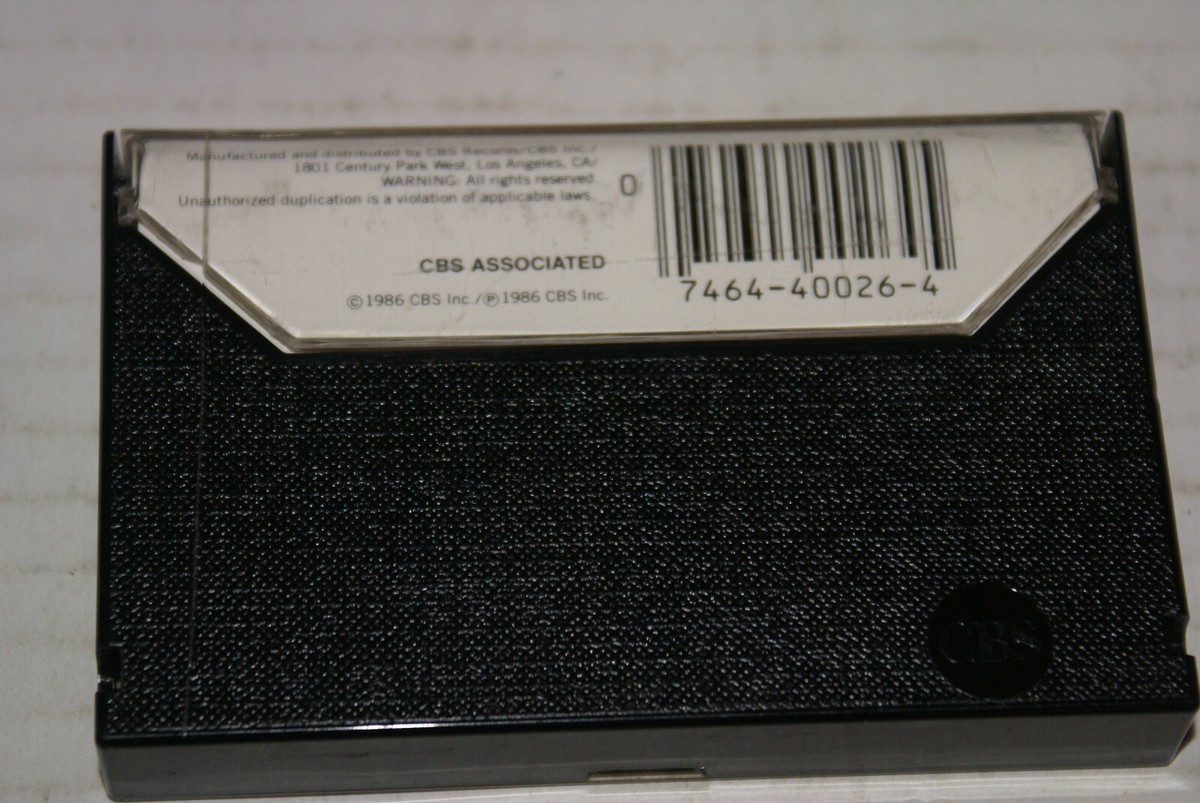 Manufactured and distributed by CBS Records/CBS Inc./
1801 Century Park West, Los Angeles, CA/
WARNING: All rights reserved.
Unauthorized duplication is a violation of applicable laws.
CBS ASSOCIATED
©1986 CBS Inc./℗1986 CBS Inc.
0
7464-40026-4
CBS